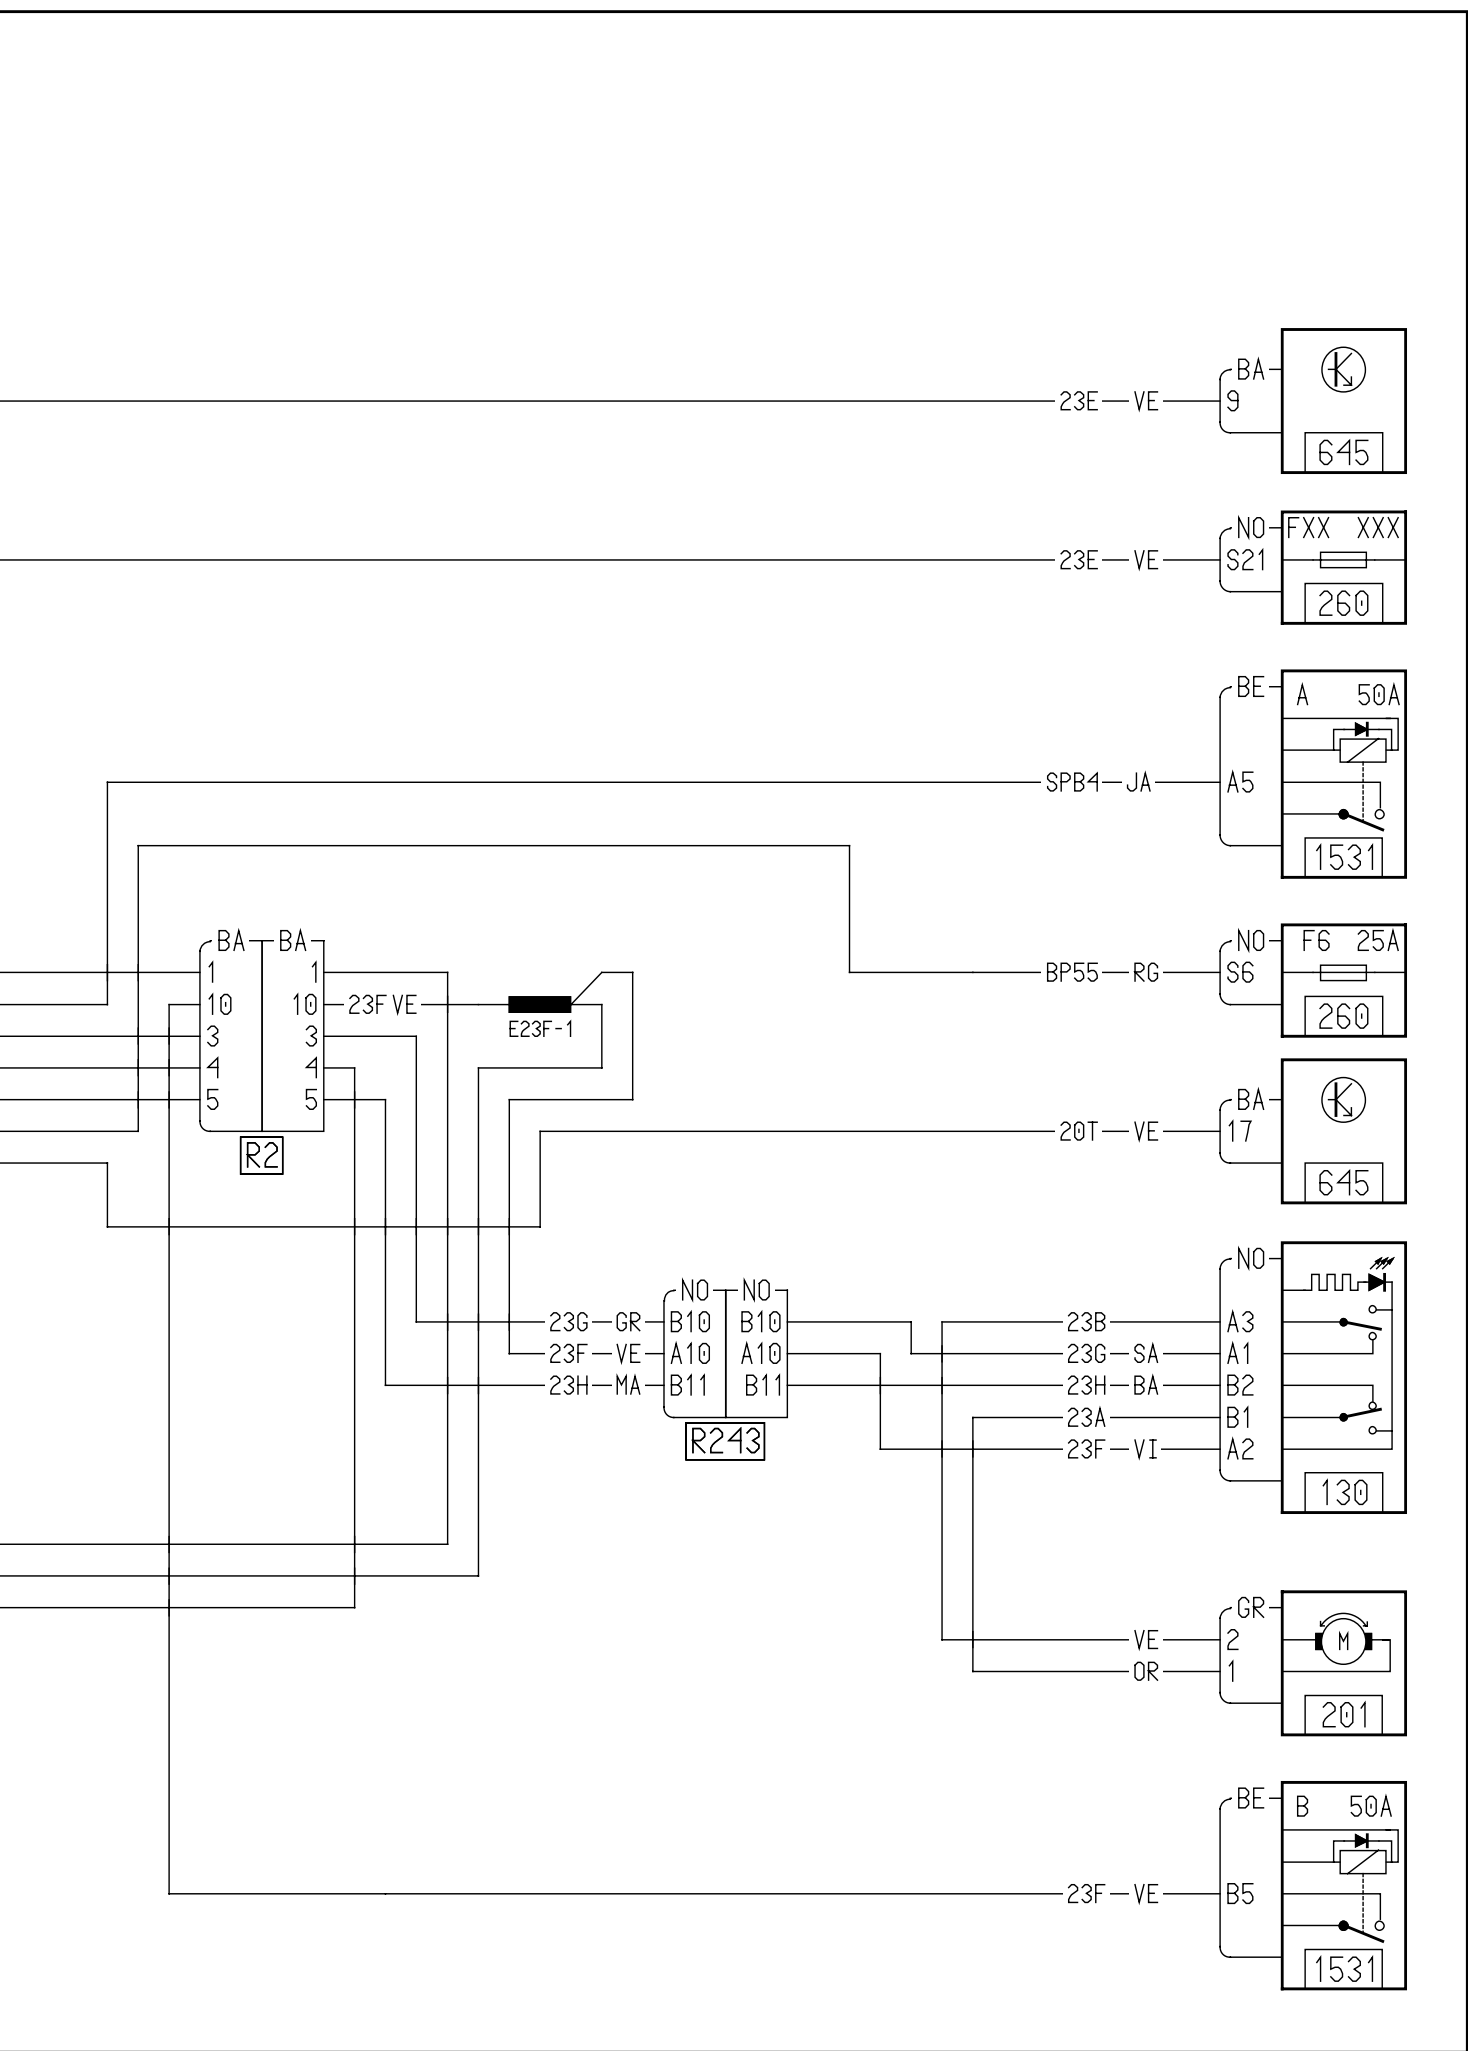 BA
23E VE 9
645
NO FXX XXX
23E VE S21
260
BE A 50A
SPB4 JA A5
1531
BA BA NO F6 25A
1 1 BP55 RG S6
10 10 23F VE 260
E23F-1
3 3
4 4
5 5 BA
20T VE 17
R2
645
NO
NO NO
23G GR B10 B10 23B A3
23F VE A10 A10 23G SA A1
23H MA B11 B11 23H BA B2
23A B1
R243 23F VI A2
130
GR
VE 2 M
OR 1
201
BE B 50A
23F VE B5
1531